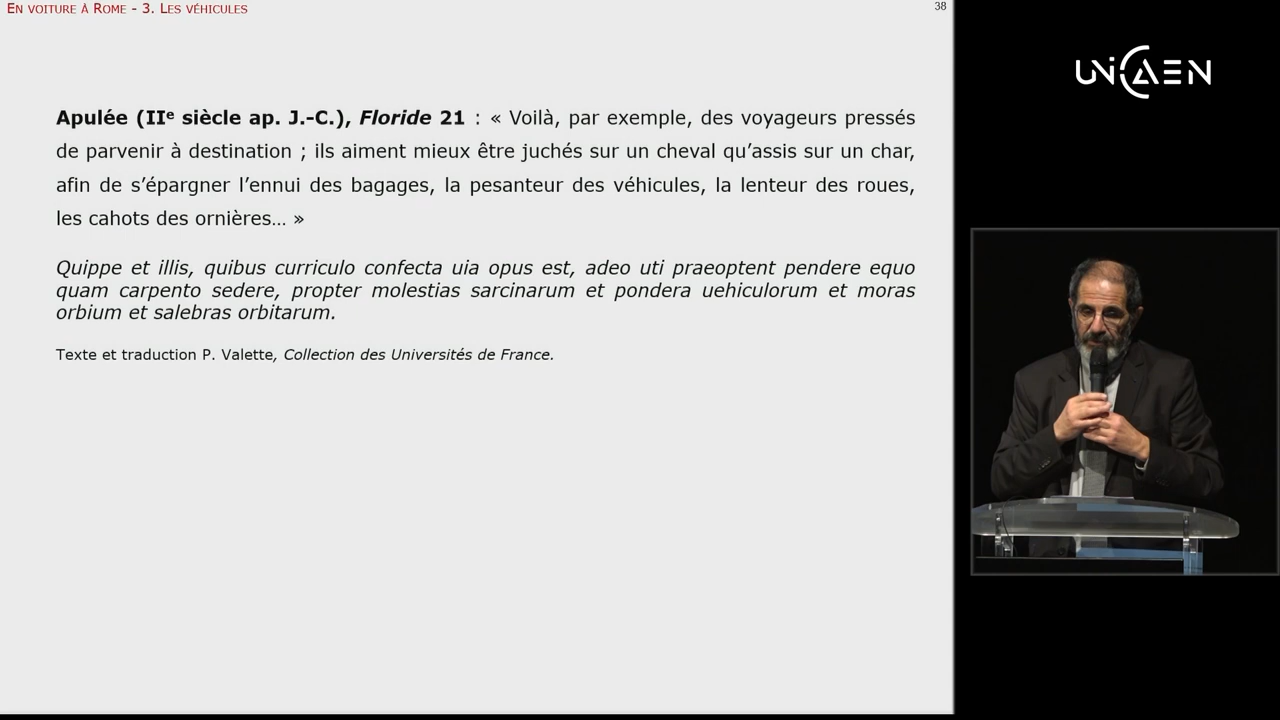 En voiture à Rome - 3. Les véhicules
38
Apulée (IIe siècle ap. J.-C.), Floride 21 : « Voilà, par exemple, des voyageurs pressés
de parvenir à destination ; ils aiment mieux être juchés sur un cheval qu’assis sur un char,
afin de s’épargner l’ennui des bagages, la pesanteur des véhicules, la lenteur des roues,
les cahots des ornières… »
Quippe et illis, quibus curriculo confecta uia opus est, adeo uti praeoptent pendere equo
quam carpento sedere, propter molestias sarcinarum et pondera uehiculorum et moras
orbium et salebras orbitarum.
Texte et traduction P. Valette, Collection des Universités de France.
UNICAEN